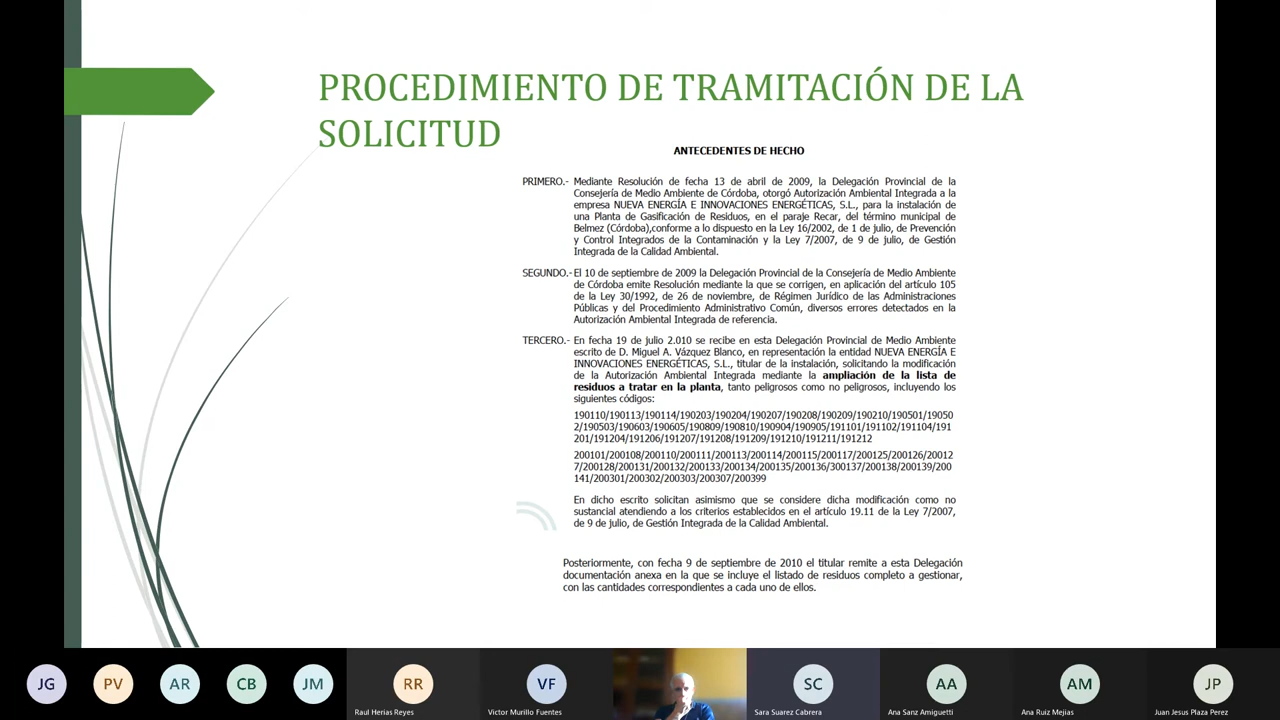 PROCEDIMIENTO DE TRAMITACIÓN DE LA
SOLICITUD
ANTECEDENTES DE HECHO
PRIMERO.- Mediante Resolución de fecha 13 de abril de 2009, la Delegación Provincial de la
Consejería de Medio Ambiente de Córdoba, otorgó Autorización Ambiental Integrada a la
empresa NUEVA ENERGÍA E INNOVACIONES ENERGÉTICAS, S.L., para la instalación de
una Planta de Gasificación de Residuos, en el paraje Recar, del término municipal de
Belmez (Córdoba),conforme a lo dispuesto en la Ley 16/2002, de 1 de julio, de Prevención
y Control Integrados de la Contaminación y la Ley 7/2007, de 9 de julio, de Gestión
Integrada de la Calidad Ambiental.
SEGUNDO.- El 10 de septiembre de 2009 la Delegación Provincial de la Consejería de Medio Ambiente
de Córdoba emite Resolución mediante la que se corrigen, en aplicación del artículo 105
de la Ley 30/1992, de 26 de noviembre, de Régimen Jurídico de las Administraciones
Públicas y del Procedimiento Administrativo Común, diversos errores detectados en la
Autorización Ambiental Integrada de referencia.
TERCERO.- En fecha 19 de julio 2.010 se recibe en esta Delegación Provincial de Medio Ambiente
escrito de D. Miguel A. Vázquez Blanco, en representación la entidad NUEVA ENERGÍA E
INNOVACIONES ENERGÉTICAS, S.L., titular de la instalación, solicitando la modificación
de la Autorización Ambiental Integrada mediante la ampliación de la lista de
residuos a tratar en la planta, tanto peligrosos como no peligrosos, incluyendo los
siguientes códigos:
190110/190113/190114/190203/190204/190207/190208/190209/190210/190501/19050
2/190503/190603/190605/190809/190810/190904/190905/191101/191102/191104/191
201/191204/191206/191207/191208/191209/191210/191211/191212
200101/200108/200110/200111/200113/200114/200115/200117/200125/200126/20012
7/200128/200131/200132/200133/200134/200135/200136/300137/200138/200139/200
141/200301/200302/200303/200307/200399
En dicho escrito solicitan asimismo que se considere dicha modificación como no
sustancial atendiendo a los criterios establecidos en el artículo 19.11 de la Ley 7/2007,
de 9 de julio, de Gestión Integrada de la Calidad Ambiental.
Posteriormente, con fecha 9 de septiembre de 2010 el titular remite a esta Delegación
documentación anexa en la que se incluye el listado de residuos completo a gestionar,
con las cantidades correspondientes a cada uno de ellos.
JG PV AR CB JM RR VF SC AA AM JP
Raul Herias Reyes Victor Murillo Fuentes Sara Suarez Cabrera Ana Sanz Amiguetti Ana Ruiz Mejias Juan Jesus Plaza Perez